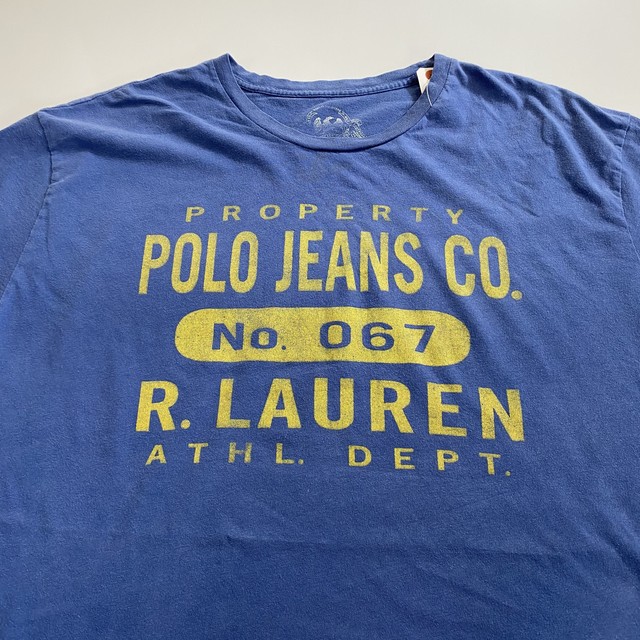 PROPERTY
POLO JEANS CO.
No. 067
R. LAUREN
ATHL. DEPT.